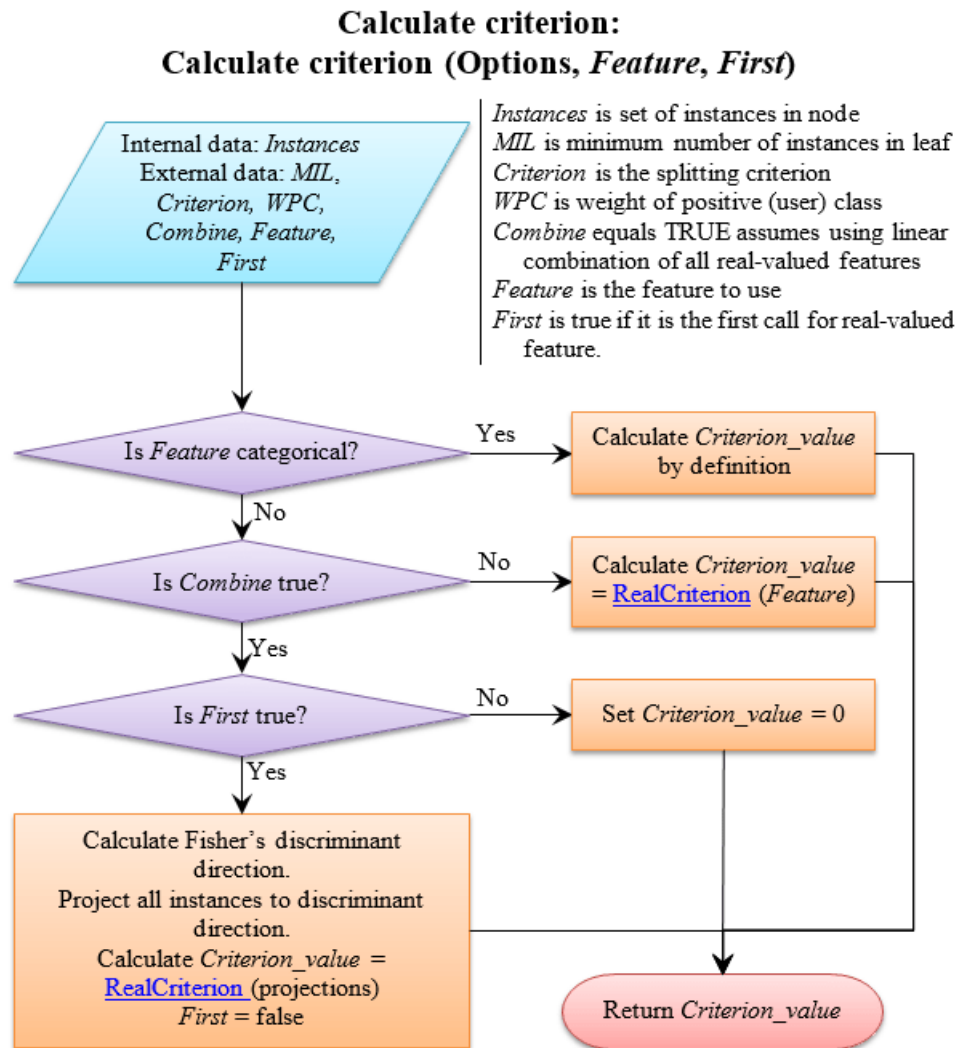 Calculate criterion:
Calculate criterion (Options, Feature, First)
Internal data: Instances
External data: MIL,
Criterion, WPC,
Combine, Feature,
First
Instances is set of instances in node
MIL is minimum number of instances in leaf
Criterion is the splitting criterion
WPC is weight of positive (user) class
Combine equals TRUE assumes using linear
combination of all real-valued features
Feature is the feature to use
First is true if it is the first call for real-valued
feature.
Is Feature categorical?
Yes
Calculate Criterion_value
by definition
No
Is Combine true?
No
Calculate Criterion_value
= RealCriterion (Feature)
Yes
Is First true?
No
Set Criterion_value = 0
Yes
Calculate Fisher's discriminant
direction.
Project all instances to discriminant
direction.
Calculate Criterion_value =
RealCriterion (projections)
First = false
Return Criterion_value